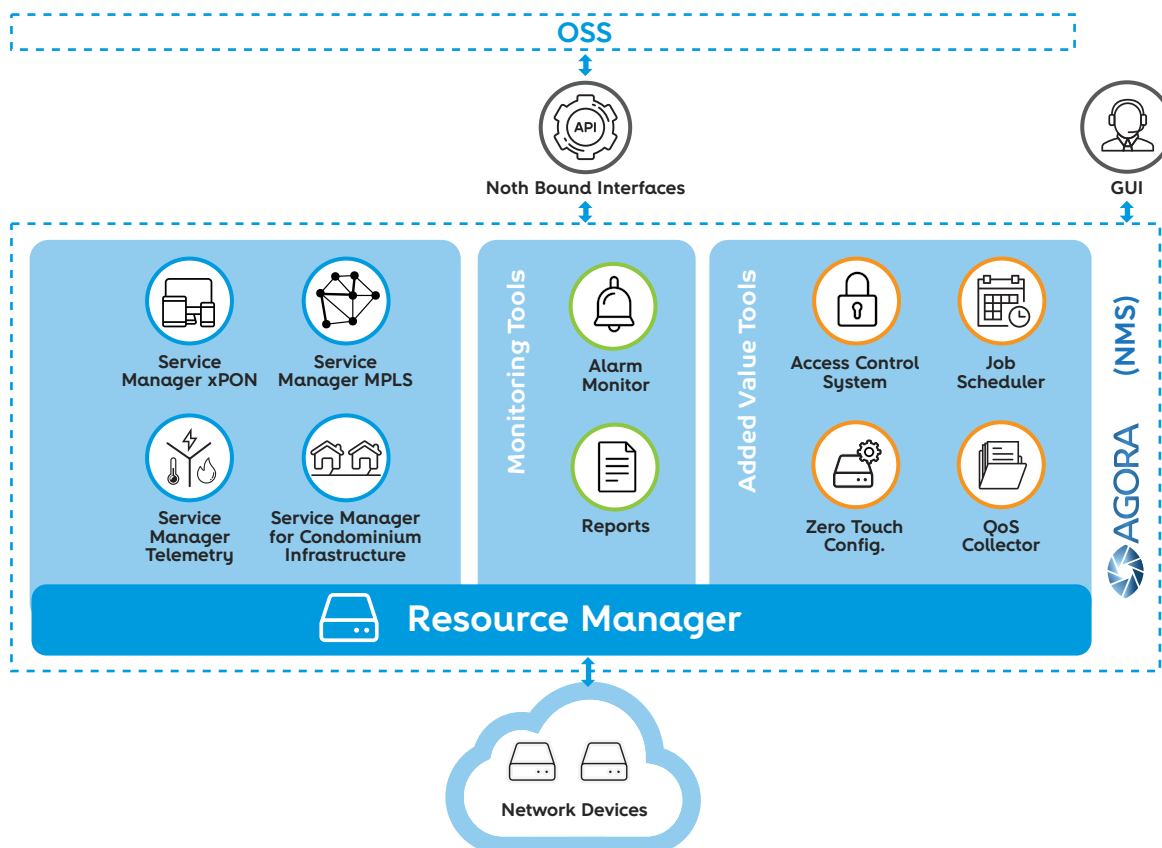 OSS
API
Noth Bound Interfaces
GUI
Service
Manager xPON
Service
Manager MPLS
Service
Manager
Telemetry
Service Manager
for Condominium
Infrastructure
Monitoring Tools
Alarm
Monitor
Reports
Added Value Tools
Access Control
System
Job
Scheduler
Zero Touch
Config.
QoS
Collector
AGORA
(NMS)
Resource Manager
Network Devices